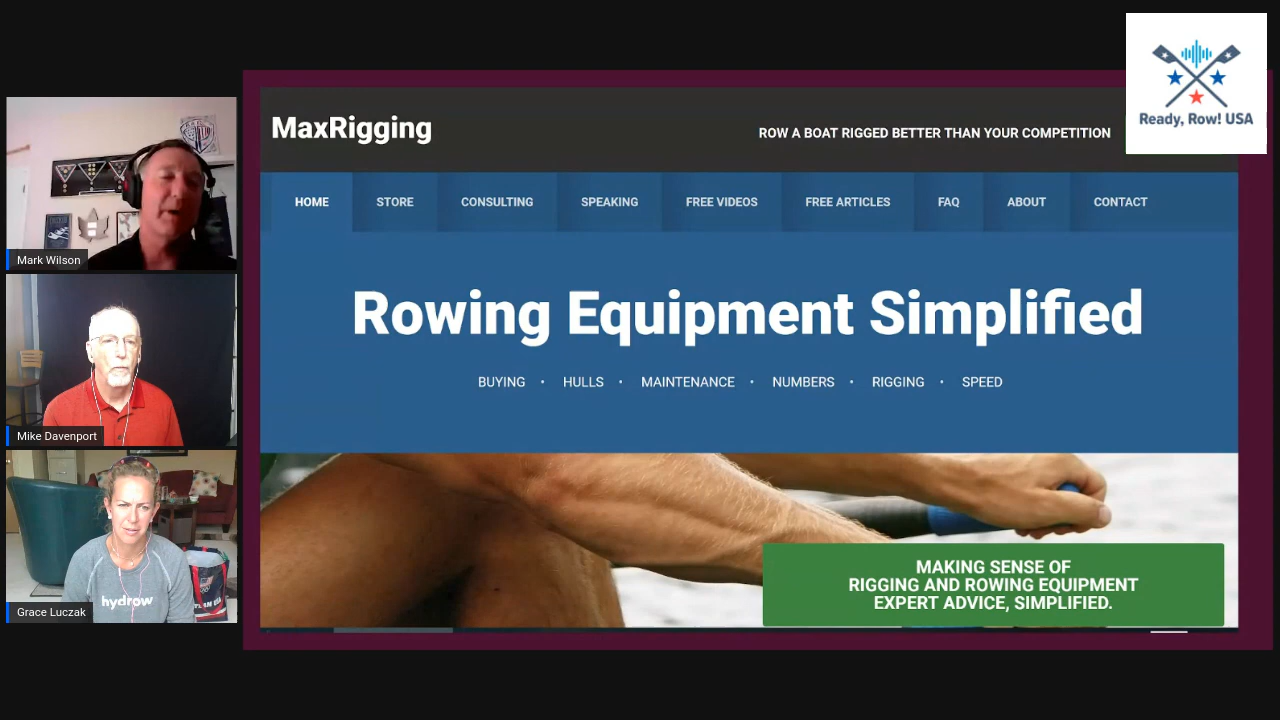 Ready, Row! USA
MaxRigging
ROW A BOAT RIGGED BETTER THAN YOUR COMPETITION
HOME
STORE
CONSULTING
SPEAKING
FREE VIDEOS
FREE ARTICLES
FAQ
ABOUT
CONTACT
Rowing Equipment Simplified
BUYING • HULLS • MAINTENANCE • NUMBERS • RIGGING • SPEED
MAKING SENSE OF
RIGGING AND ROWING EQUIPMENT
EXPERT ADVICE, SIMPLIFIED.
Mark Wilson
Mike Davenport
hydrow
Grace Luczak